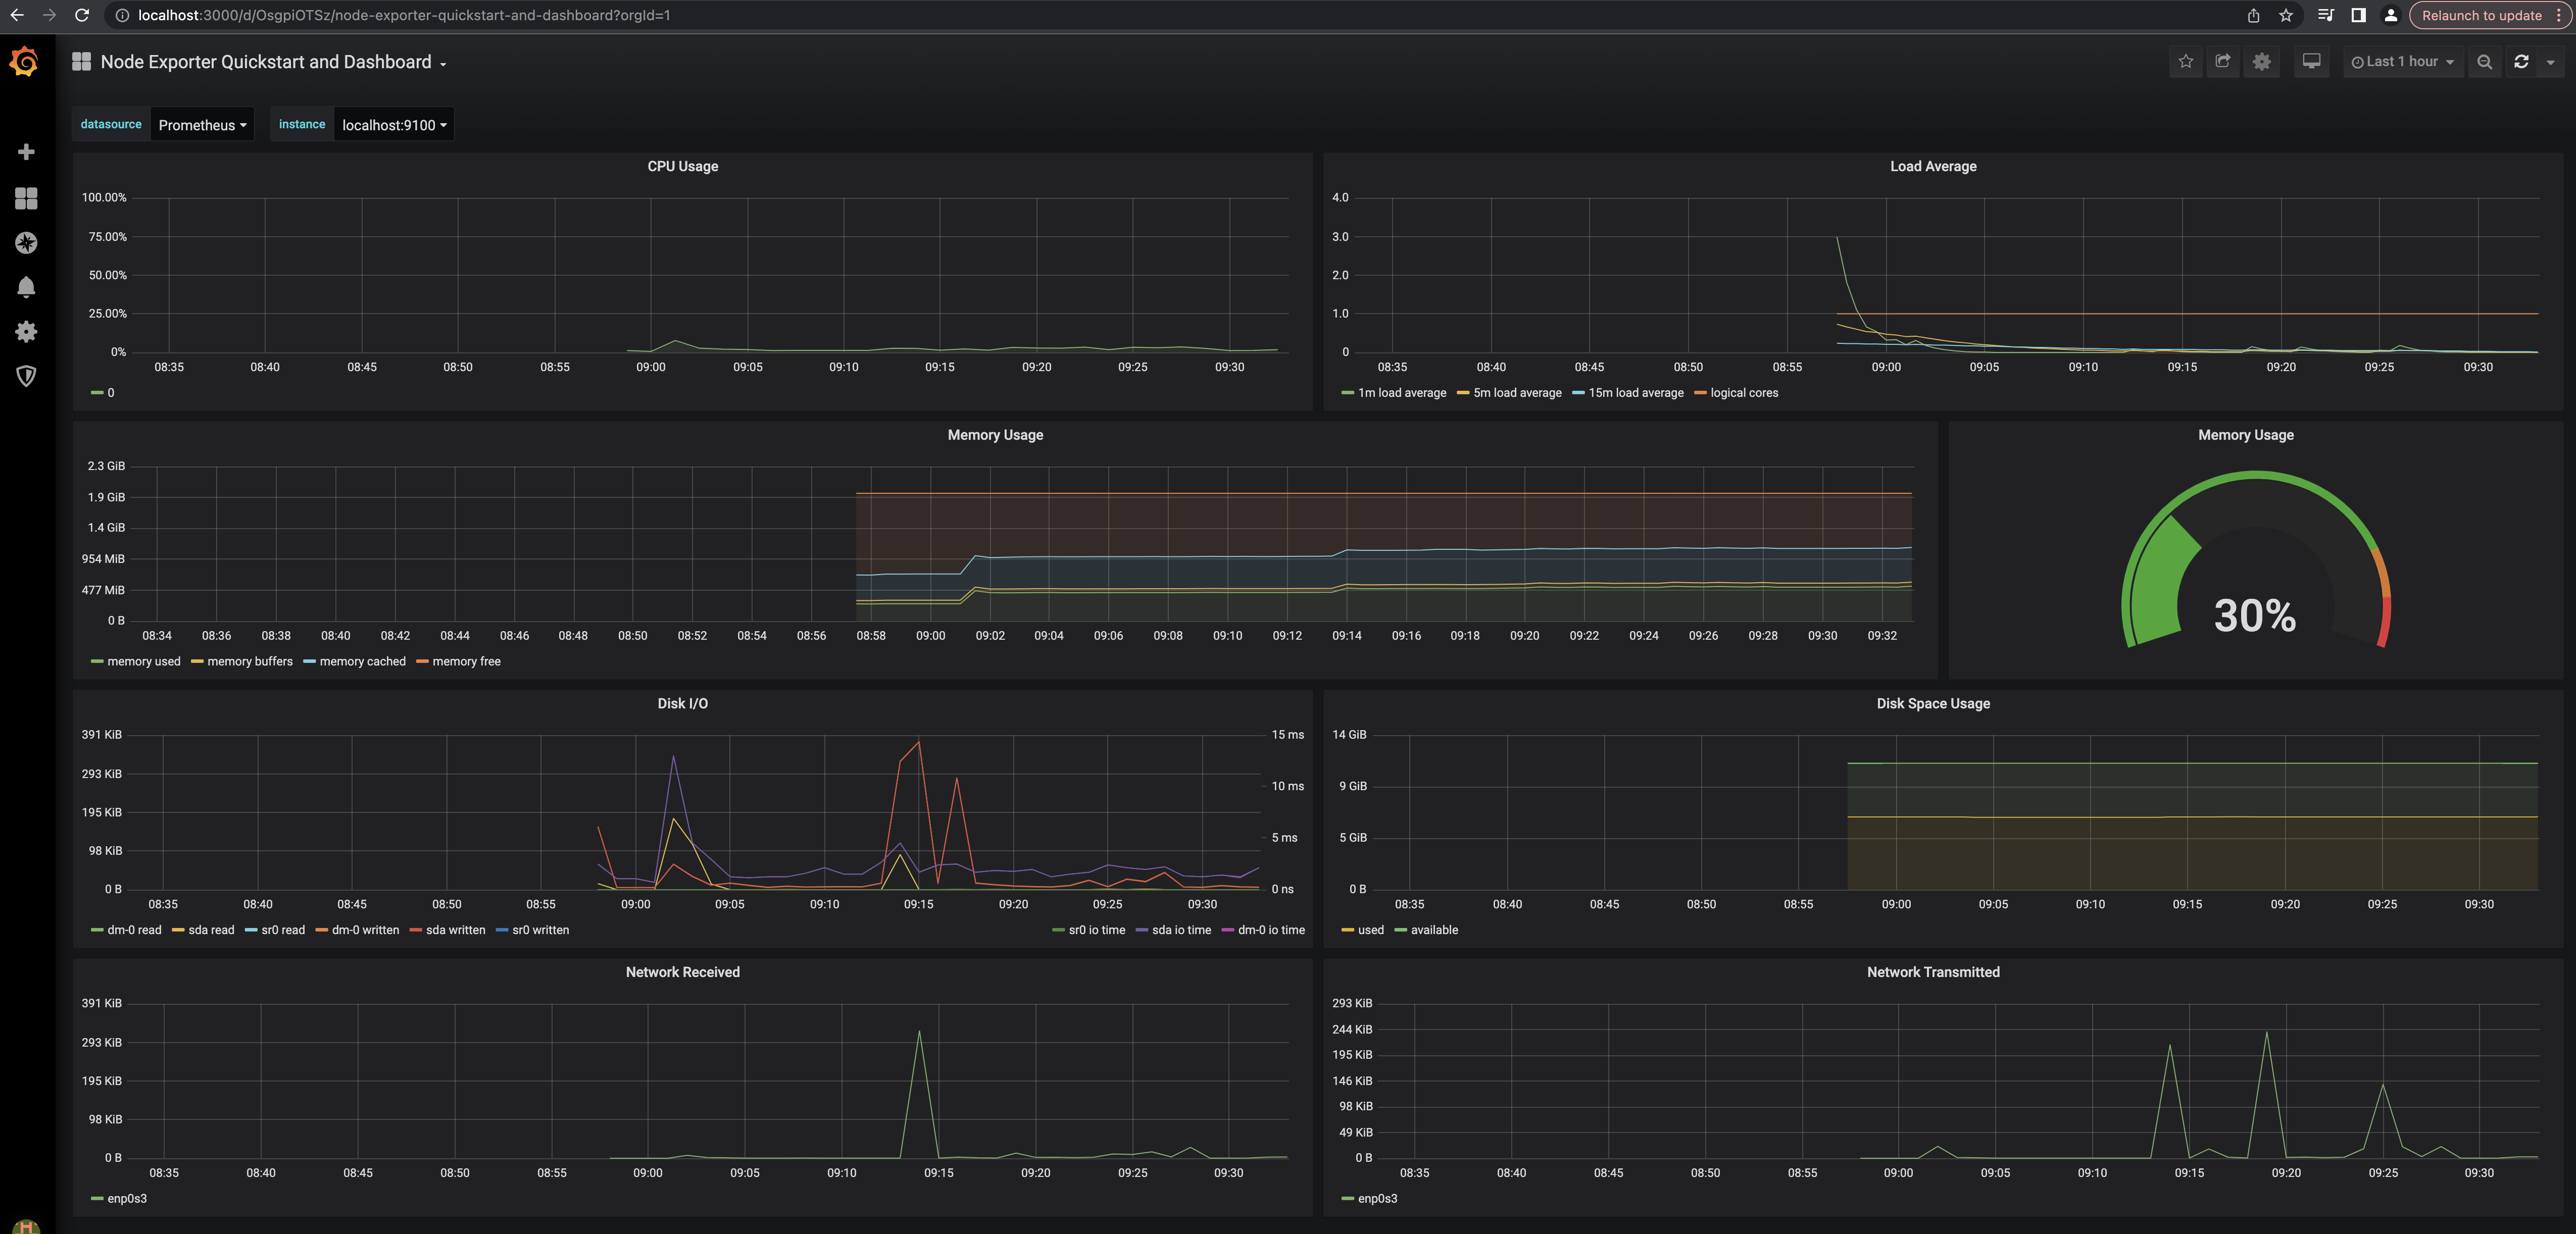 localhost:3000/d/OsgpiOTSz/node-exporter-quickstart-and-dashboard?orgId=1
Relaunch to update
Node Exporter Quickstart and Dashboard
Last 1 hour
datasource Prometheus instance localhost:9100
CPU Usage
100.00%
75.00%
50.00%
25.00%
0%
08:35 08:40 08:45 08:50 08:55 09:00 09:05 09:10 09:15 09:20 09:25 09:30
0
Load Average
4.0
3.0
2.0
1.0
0
08:35 08:40 08:45 08:50 08:55 09:00 09:05 09:10 09:15 09:20 09:25 09:30
1m load average 5m load average 15m load average logical cores
Memory Usage
2.3 GiB
1.9 GiB
1.4 GiB
954 MiB
477 MiB
0 B
08:34 08:36 08:38 08:40 08:42 08:44 08:46 08:48 08:50 08:52 08:54 08:56 08:58 09:00 09:02 09:04 09:06 09:08 09:10 09:12 09:14 09:16 09:18 09:20 09:22 09:24 09:26 09:28 09:30 09:32
memory used memory buffers memory cached memory free
Memory Usage
30%
Disk I/O
391 KiB 15 ms
293 KiB 10 ms
195 KiB
98 KiB 5 ms
0 B 0 ns
08:35 08:40 08:45 08:50 08:55 09:00 09:05 09:10 09:15 09:20 09:25 09:30
dm-0 read sda read sr0 read dm-0 written sda written sr0 written sr0 io time sda io time dm-0 io time
Disk Space Usage
14 GiB
9 GiB
5 GiB
0 B
08:35 08:40 08:45 08:50 08:55 09:00 09:05 09:10 09:15 09:20 09:25 09:30
used available
Network Received
391 KiB
293 KiB
195 KiB
98 KiB
0 B
08:35 08:40 08:45 08:50 08:55 09:00 09:05 09:10 09:15 09:20 09:25 09:30
enp0s3
Network Transmitted
293 KiB
244 KiB
195 KiB
146 KiB
98 KiB
49 KiB
0 B
08:35 08:40 08:45 08:50 08:55 09:00 09:05 09:10 09:15 09:20 09:25 09:30
enp0s3